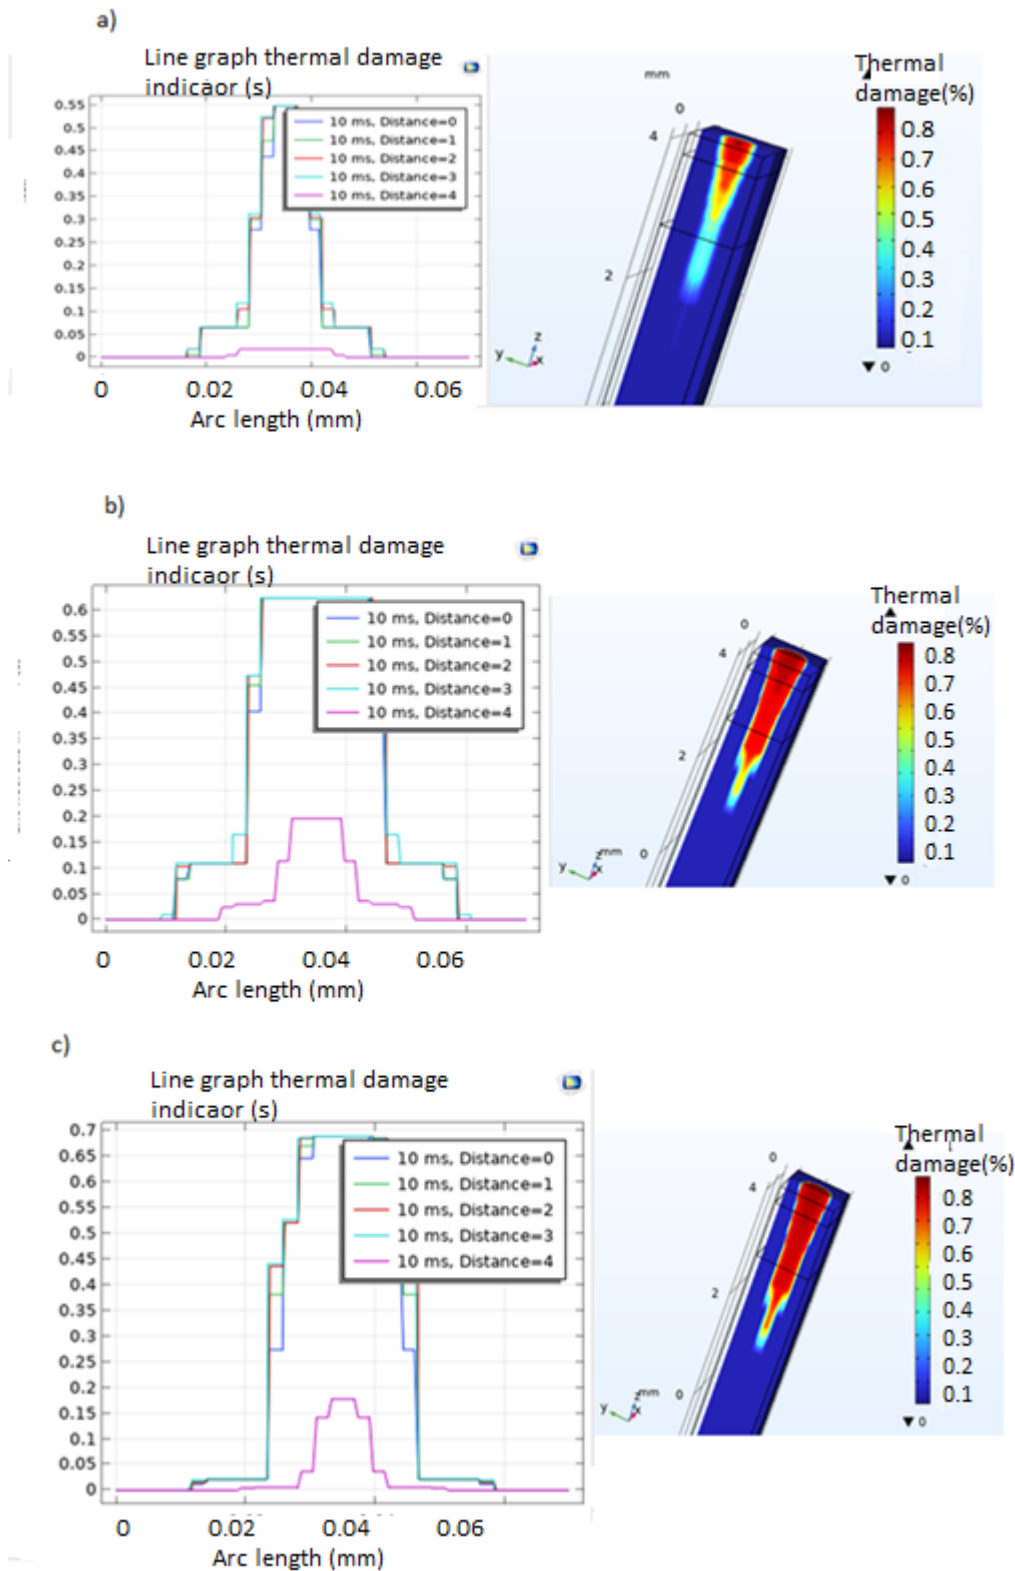 a)
Line graph thermal damage
indicaor (s)
0.55
0.5
0.45
0.4
0.35
0.3
0.25
0.2
0.15
0.1
0.05
0
10 ms, Distance=0
10 ms, Distance=1
10 ms, Distance=2
10 ms, Distance=3
10 ms, Distance=4
0 0.02 0.04 0.06
Arc length (mm)
mm
0
4
2
z
y x
Thermal
damage(%)
0.8
0.7
0.6
0.5
0.4
0.3
0.2
0.1
▼ 0
b)
Line graph thermal damage
indicaor (s)
0.6
0.55
0.5
0.45
0.4
0.35
0.3
0.25
0.2
0.15
0.1
0.05
0
10 ms, Distance=0
10 ms, Distance=1
10 ms, Distance=2
10 ms, Distance=3
10 ms, Distance=4
0 0.02 0.04 0.06
Arc length (mm)
0
4
2
0
z mm
y x
Thermal
damage(%)
0.8
0.7
0.6
0.5
0.4
0.3
0.2
0.1
▼ 0
c)
Line graph thermal damage
indicaor (s)
0.7
0.65
0.6
0.55
0.5
0.45
0.4
0.35
0.3
0.25
0.2
0.15
0.1
0.05
0
10 ms, Distance=0
10 ms, Distance=1
10 ms, Distance=2
10 ms, Distance=3
10 ms, Distance=4
0 0.02 0.04 0.06
Arc length (mm)
0
4
2
0
z mm
y x
Thermal
damage(%)
0.8
0.7
0.6
0.5
0.4
0.3
0.2
0.1
▼ 0